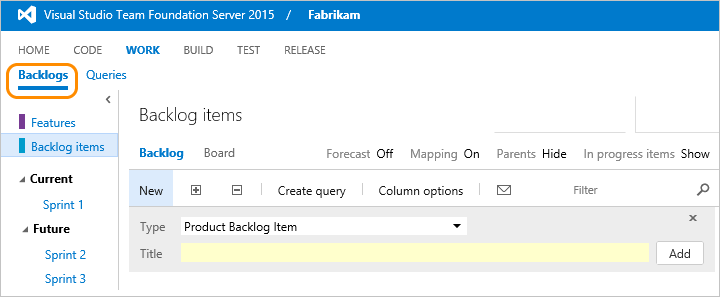 Visual Studio Team Foundation Server 2015 / Fabrikam
HOME CODE WORK BUILD TEST RELEASE
Backlogs Queries
Features
Backlog items
Current
Sprint 1
Future
Sprint 2
Sprint 3
Backlog items
Backlog Board Forecast Off Mapping On Parents Hide In progress items Show
New Create query Column options Filter
Type Product Backlog Item
Title Add